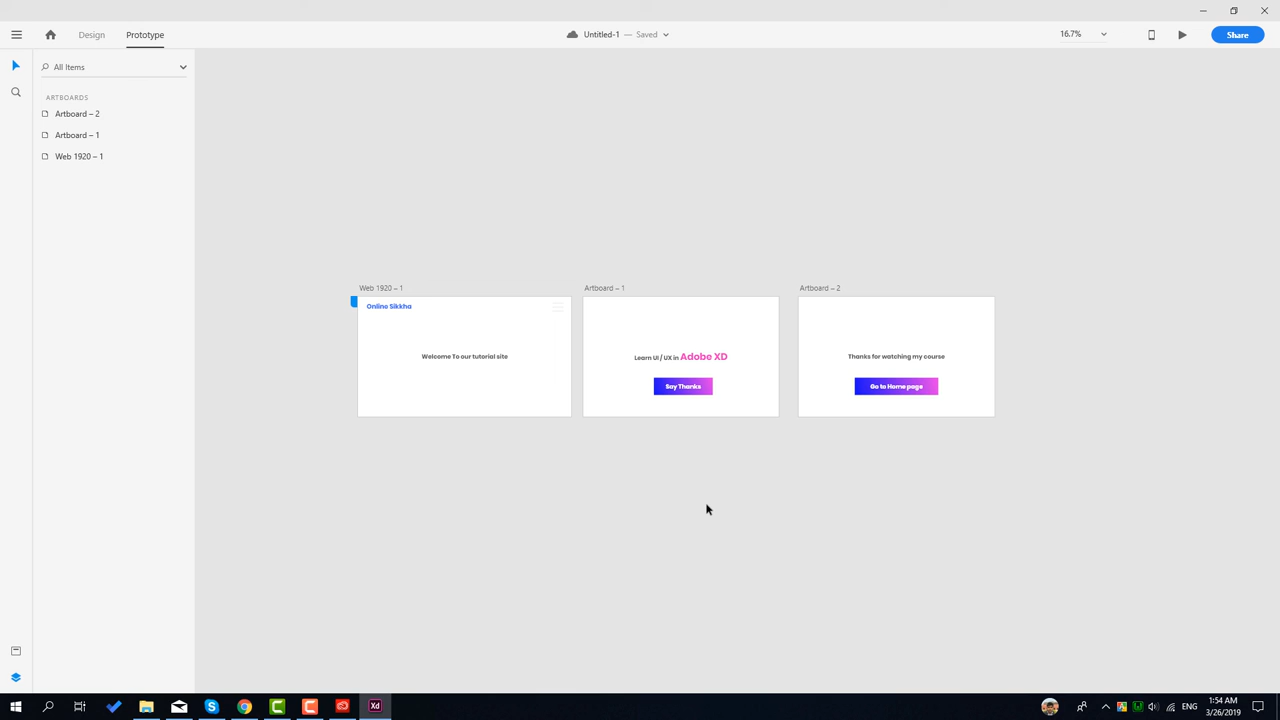 Design
Prototype
Untitled-1 — Saved
16.7%
Share
All Items
ARTBOARDS
Artboard – 2
Artboard – 1
Web 1920 – 1
Web 1920 – 1
Online Sikkha
Welcome To our tutorial site
Artboard – 1
Learn UI / UX in Adobe XD
Say Thanks
Artboard – 2
Thanks for watching my course
Go to Home page
Xd
ENG
1:54 AM
3/26/2019